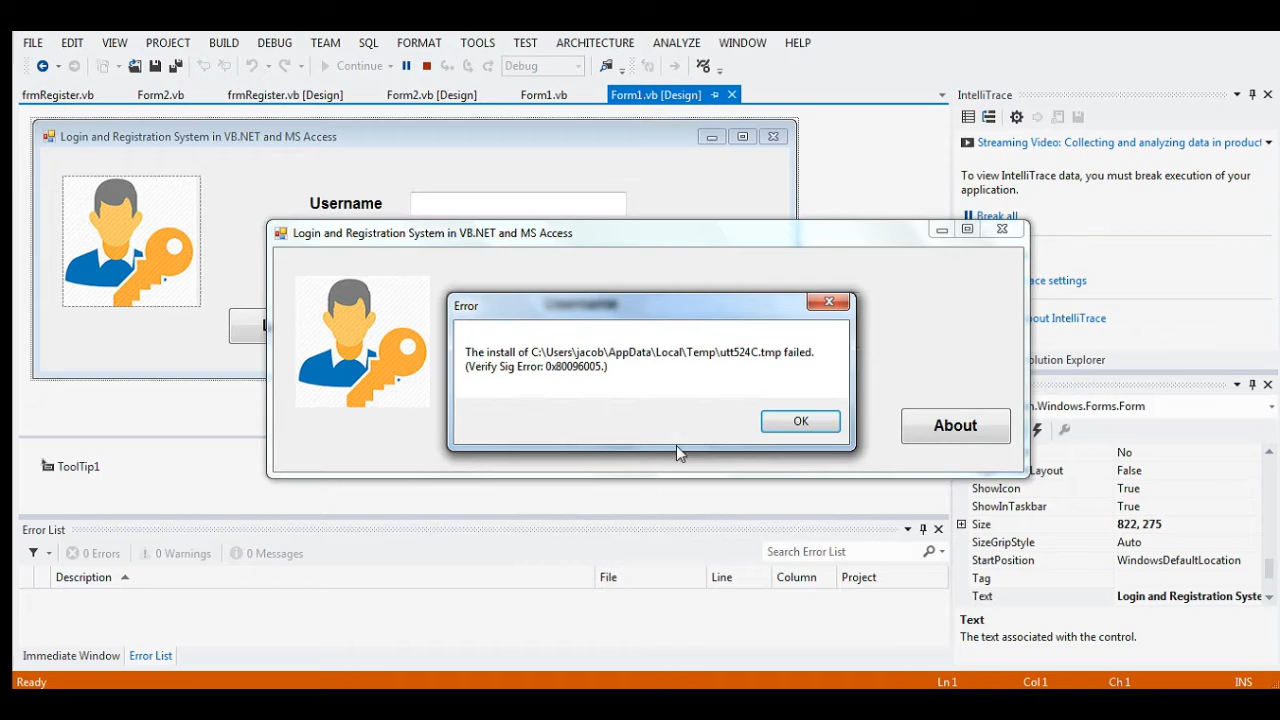 FILE EDIT VIEW PROJECT BUILD DEBUG TEAM SQL FORMAT TOOLS TEST ARCHITECTURE ANALYZE WINDOW HELP
Continue Debug
frmRegister.vb Form2.vb frmRegister.vb [Design] Form2.vb [Design] Form1.vb Form1.vb [Design]
Login and Registration System in VB.NET and MS Access
Username
Login and Registration System in VB.NET and MS Access
Error
Username
The install of C:\Users\jacob\AppData\Local\Temp\utt524C.tmp failed.
(Verify Sig Error: 0x80096005.)
OK
About
ToolTip1
IntelliTrace
Streaming Video: Collecting and analyzing data in product
To view IntelliTrace data, you must break execution of your
application.
Break all
ace settings
bout IntelliTrace
olution Explorer
n.Windows.Forms.Form
No
Layout False
ShowIcon True
ShowInTaskbar True
Size 822, 275
SizeGripStyle Auto
StartPosition WindowsDefaultLocation
Tag
Text Login and Registration Syste
Text
The text associated with the control.
Error List
0 Errors 0 Warnings 0 Messages Search Error List
Description File Line Column Project
Immediate Window Error List
Ready Ln 1 Col 1 Ch 1 INS